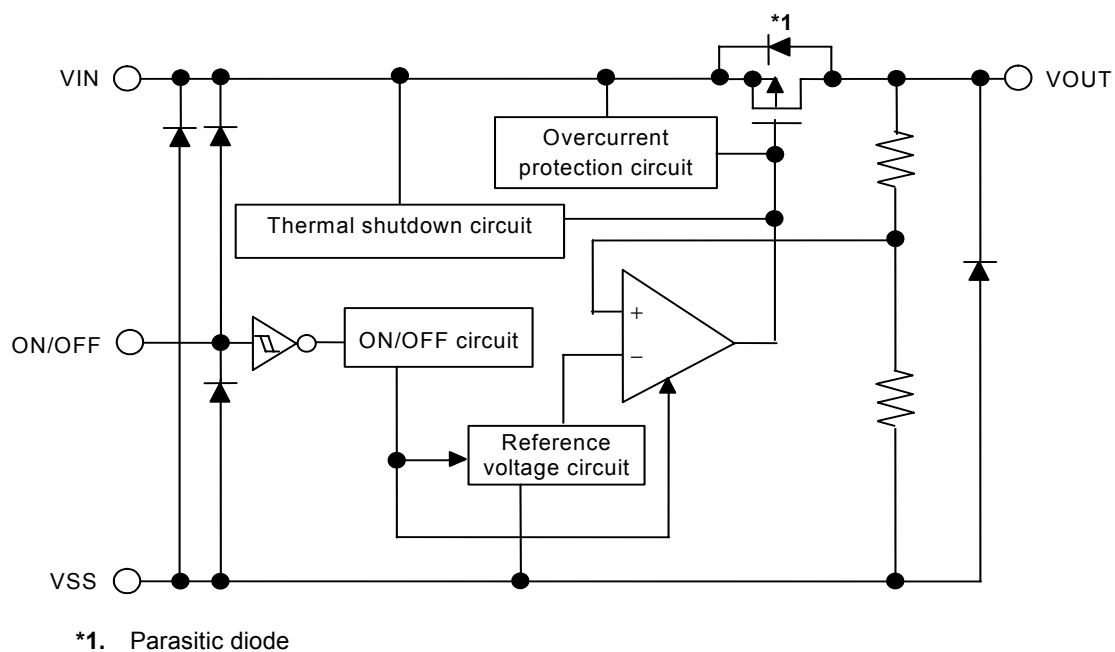 *1
VIN
VOUT
Overcurrent
protection circuit
Thermal shutdown circuit
+
−
ON/OFF
ON/OFF circuit
Reference
voltage circuit
VSS
*1. Parasitic diode